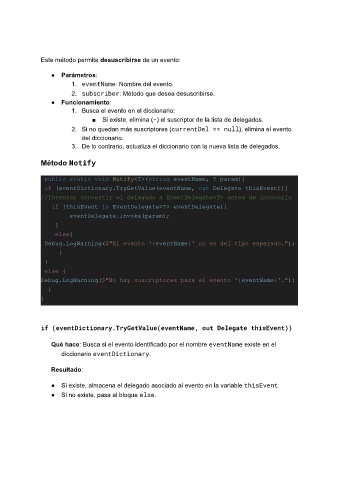 Este método permite desuscribirse de un evento:
● Parámetros:
1. eventName: Nombre del evento.
2. subscriber: Método que desea desuscribirse.
● Funcionamiento:
1. Busca el evento en el diccionario:
■ Si existe, elimina (-) el suscriptor de la lista de delegados.
2. Si no quedan más suscriptores (currentDel == null), elimina el evento
del diccionario.
3. De lo contrario, actualiza el diccionario con la nueva lista de delegados.
Método Notify
public static void Notify<T>(string eventName, T param){
if (eventDictionary.TryGetValue(eventName, out Delegate thisEvent)){
//Intentar convertir el delegado a EventDelegate<T> antes de invocarlo
if (thisEvent is EventDelegate<T> eventDelegate){
eventDelegate.Invoke(param);
}
else{
Debug.LogWarning($"El evento '{eventName}' no es del tipo esperado.");
}
}
else {
Debug.LogWarning($"No hay suscriptores para el evento '{eventName}'.");
}
}
if (eventDictionary.TryGetValue(eventName, out Delegate thisEvent))
Qué hace: Busca si el evento identificado por el nombre eventName existe en el
diccionario eventDictionary.
Resultado:
● Si existe, almacena el delegado asociado al evento en la variable thisEvent.
● Si no existe, pasa al bloque else.